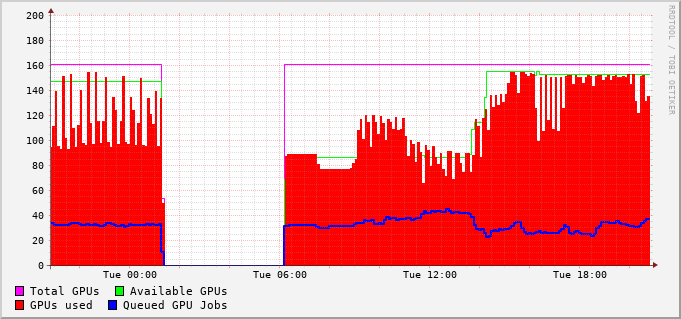 200
180
160
140
120
100
80
60
40
20
0
Tue 00:00 Tue 06:00 Tue 12:00 Tue 18:00
Total GPUs Available GPUs
GPUs used Queued GPU Jobs
RRDTOOL / TOBI OETIKER